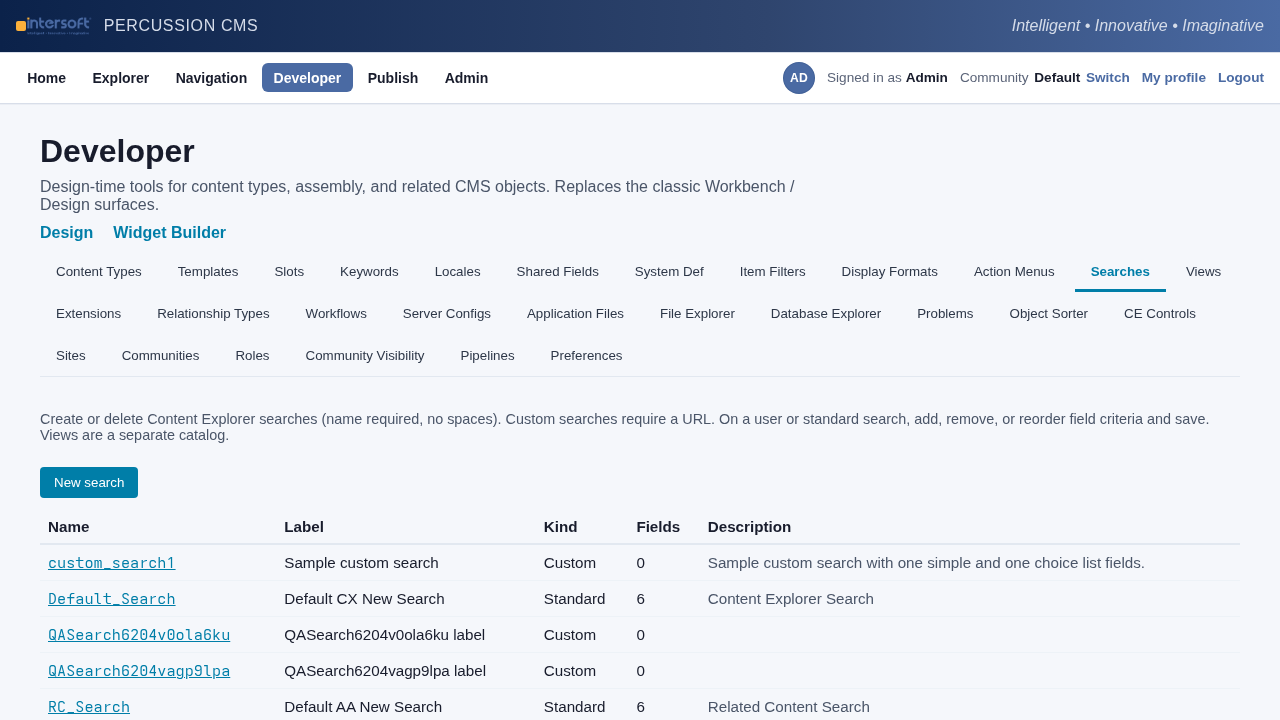 intersoft
PERCUSSION CMS
Intelligent • Innovative • Imaginative
Home
Explorer
Navigation
Developer
Publish
Admin
AD
Signed in as Admin
Community Default
Switch
My profile
Logout
Developer
Design-time tools for content types, assembly, and related CMS objects. Replaces the classic Workbench /
Design surfaces.
Design
Widget Builder
Content Types
Templates
Slots
Keywords
Locales
Shared Fields
System Def
Item Filters
Display Formats
Action Menus
Searches
Views
Extensions
Relationship Types
Workflows
Server Configs
Application Files
File Explorer
Database Explorer
Problems
Object Sorter
CE Controls
Sites
Communities
Roles
Community Visibility
Pipelines
Preferences
Create or delete Content Explorer searches (name required, no spaces). Custom searches require a URL. On a user or standard search, add, remove, or reorder field criteria and save.
Views are a separate catalog.
New search
Name Label Kind Fields Description
custom_search1 Sample custom search Custom 0 Sample custom search with one simple and one choice list fields.
Default_Search Default CX New Search Standard 6 Content Explorer Search
QASearch6204v0ola6ku QASearch6204v0ola6ku label Custom 0
QASearch6204vagp9lpa QASearch6204vagp9lpa label Custom 0
RC_Search Default AA New Search Standard 6 Related Content Search